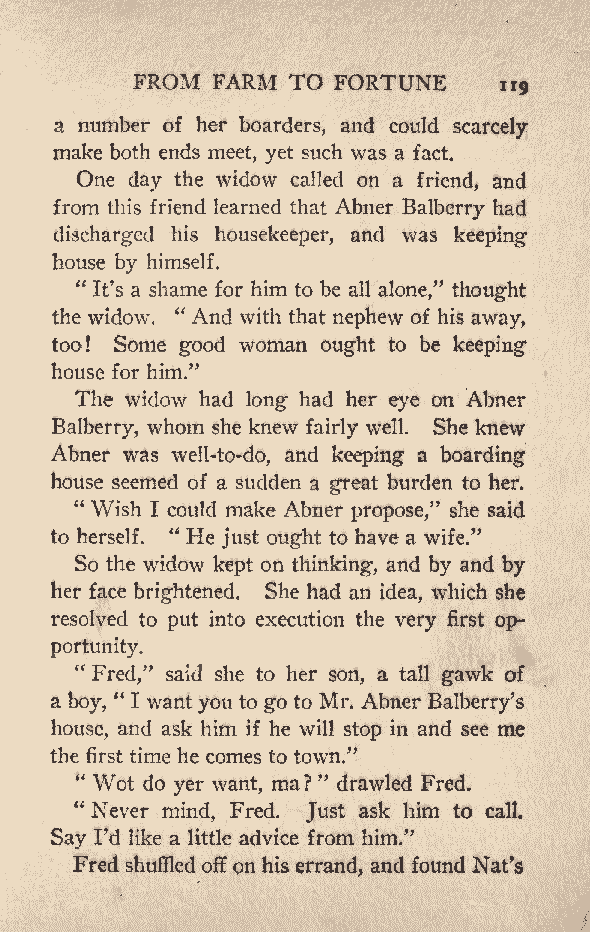 FROM FARM TO FORTUNE 119
a number of her boarders, and could scarcely
make both ends meet, yet such was a fact.
One day the widow called on a friend, and
from this friend learned that Abner Balberry had
discharged his housekeeper, and was keeping
house by himself.
“ It’s a shame for him to be all alone,” thought
the widow. “ And with that nephew of his away,
too! Some good woman ought to be keeping
house for him.”
The widow had long had her eye on Abner
Balberry, whom she knew fairly well. She knew
Abner was well-to-do, and keeping a boarding
house seemed of a sudden a great burden to her.
“ Wish I could make Abner propose,” she said
to herself. “ He just ought to have a wife.”
So the widow kept on thinking, and by and by
her face brightened. She had an idea, which she
resolved to put into execution the very first op-
portunity.
“ Fred,” said she to her son, a tall gawk of
a boy, “ I want you to go to Mr. Abner Balberry’s
house, and ask him if he will stop in and see me
the first time he comes to town.”
“ Wot do yer want, ma? ” drawled Fred.
“ Never mind, Fred. Just ask him to call.
Say I’d like a little advice from him.”
Fred shuffled off on his errand, and found Nat’s